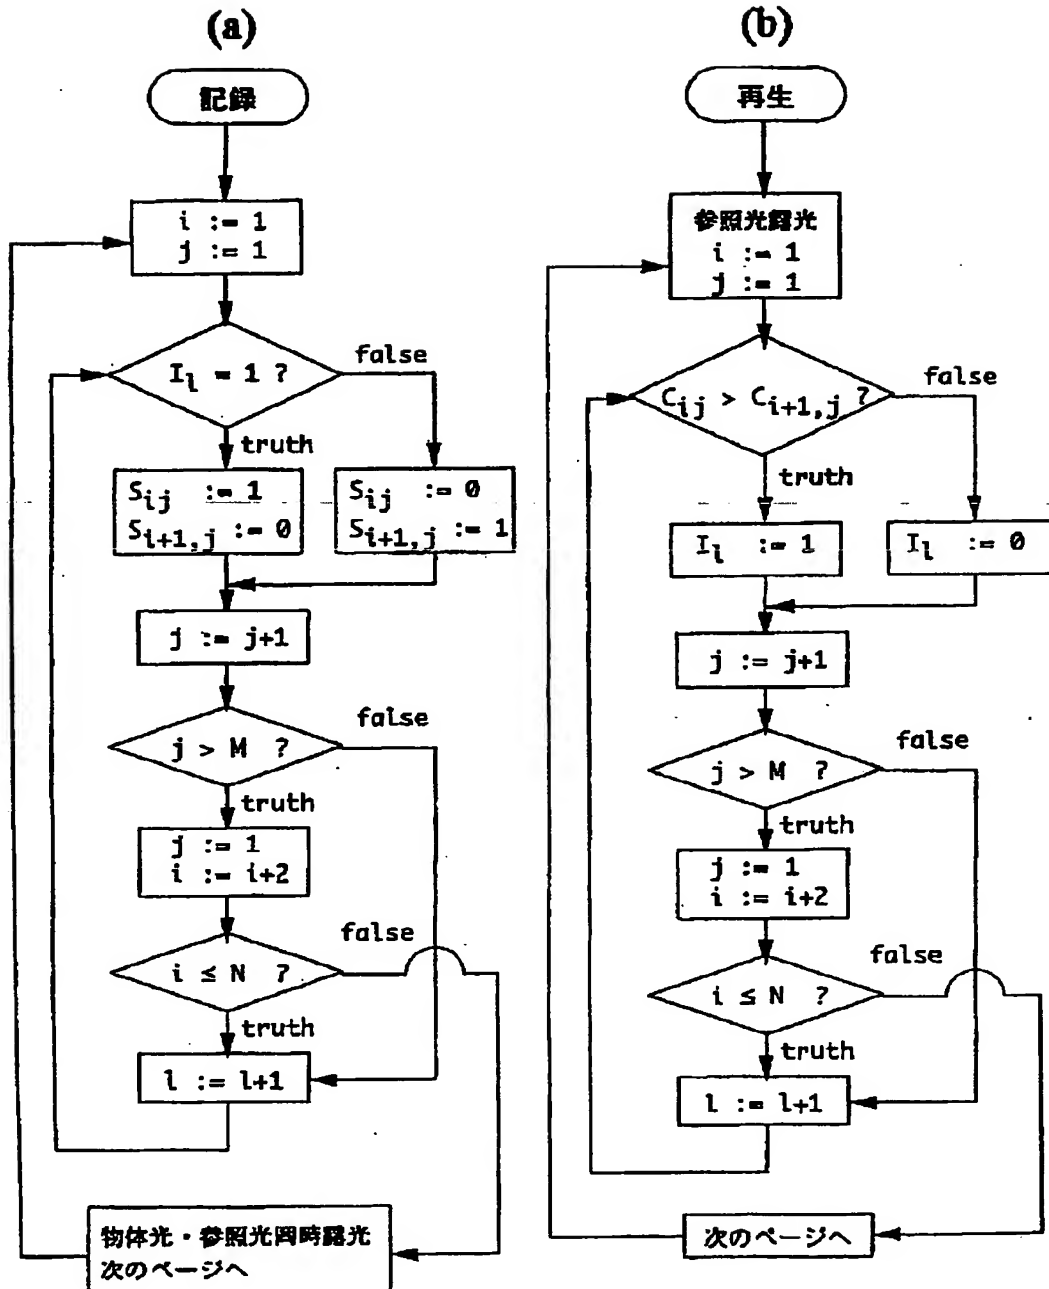 (a)
記録
i := 1
j := 1
I_l = 1 ?
false
truth
S_ij := 1
S_i+1,j := 0
S_ij := 0
S_i+1,j := 1
j := j+1
j > M ?
false
truth
j := 1
i := i+2
i ≤ N ?
false
truth
l := l+1
物体光・参照光同時露光
次のページへ
(b)
再生
参照光露光
i := 1
j := 1
C_ij > C_i+1,j ?
false
truth
I_l := 1
I_l := 0
j := j+1
j > M ?
false
truth
j := 1
i := i+2
i ≤ N ?
false
truth
l := l+1
次のページへ